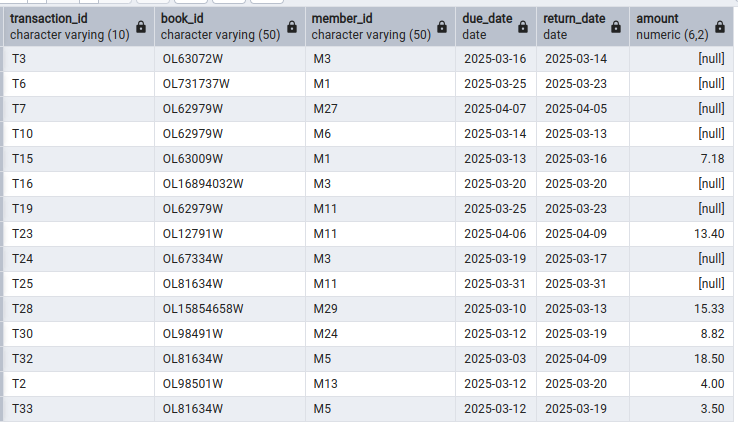 transaction_id book_id member_id due_date return_date amount
character varying (10) character varying (50) character varying (50) date date numeric (6,2)
T3 OL63072W M3 2025-03-16 2025-03-14 [null]
T6 OL731737W M1 2025-03-25 2025-03-23 [null]
T7 OL62979W M27 2025-04-07 2025-04-05 [null]
T10 OL62979W M6 2025-03-14 2025-03-13 [null]
T15 OL63009W M1 2025-03-13 2025-03-16 7.18
T16 OL16894032W M3 2025-03-20 2025-03-20 [null]
T19 OL62979W M11 2025-03-25 2025-03-23 [null]
T23 OL12791W M11 2025-04-06 2025-04-09 13.40
T24 OL67334W M3 2025-03-19 2025-03-17 [null]
T25 OL81634W M11 2025-03-31 2025-03-31 [null]
T28 OL15854658W M29 2025-03-10 2025-03-13 15.33
T30 OL98491W M24 2025-03-12 2025-03-19 8.82
T32 OL81634W M5 2025-03-03 2025-04-09 18.50
T2 OL98501W M13 2025-03-12 2025-03-20 4.00
T33 OL81634W M5 2025-03-12 2025-03-19 3.50